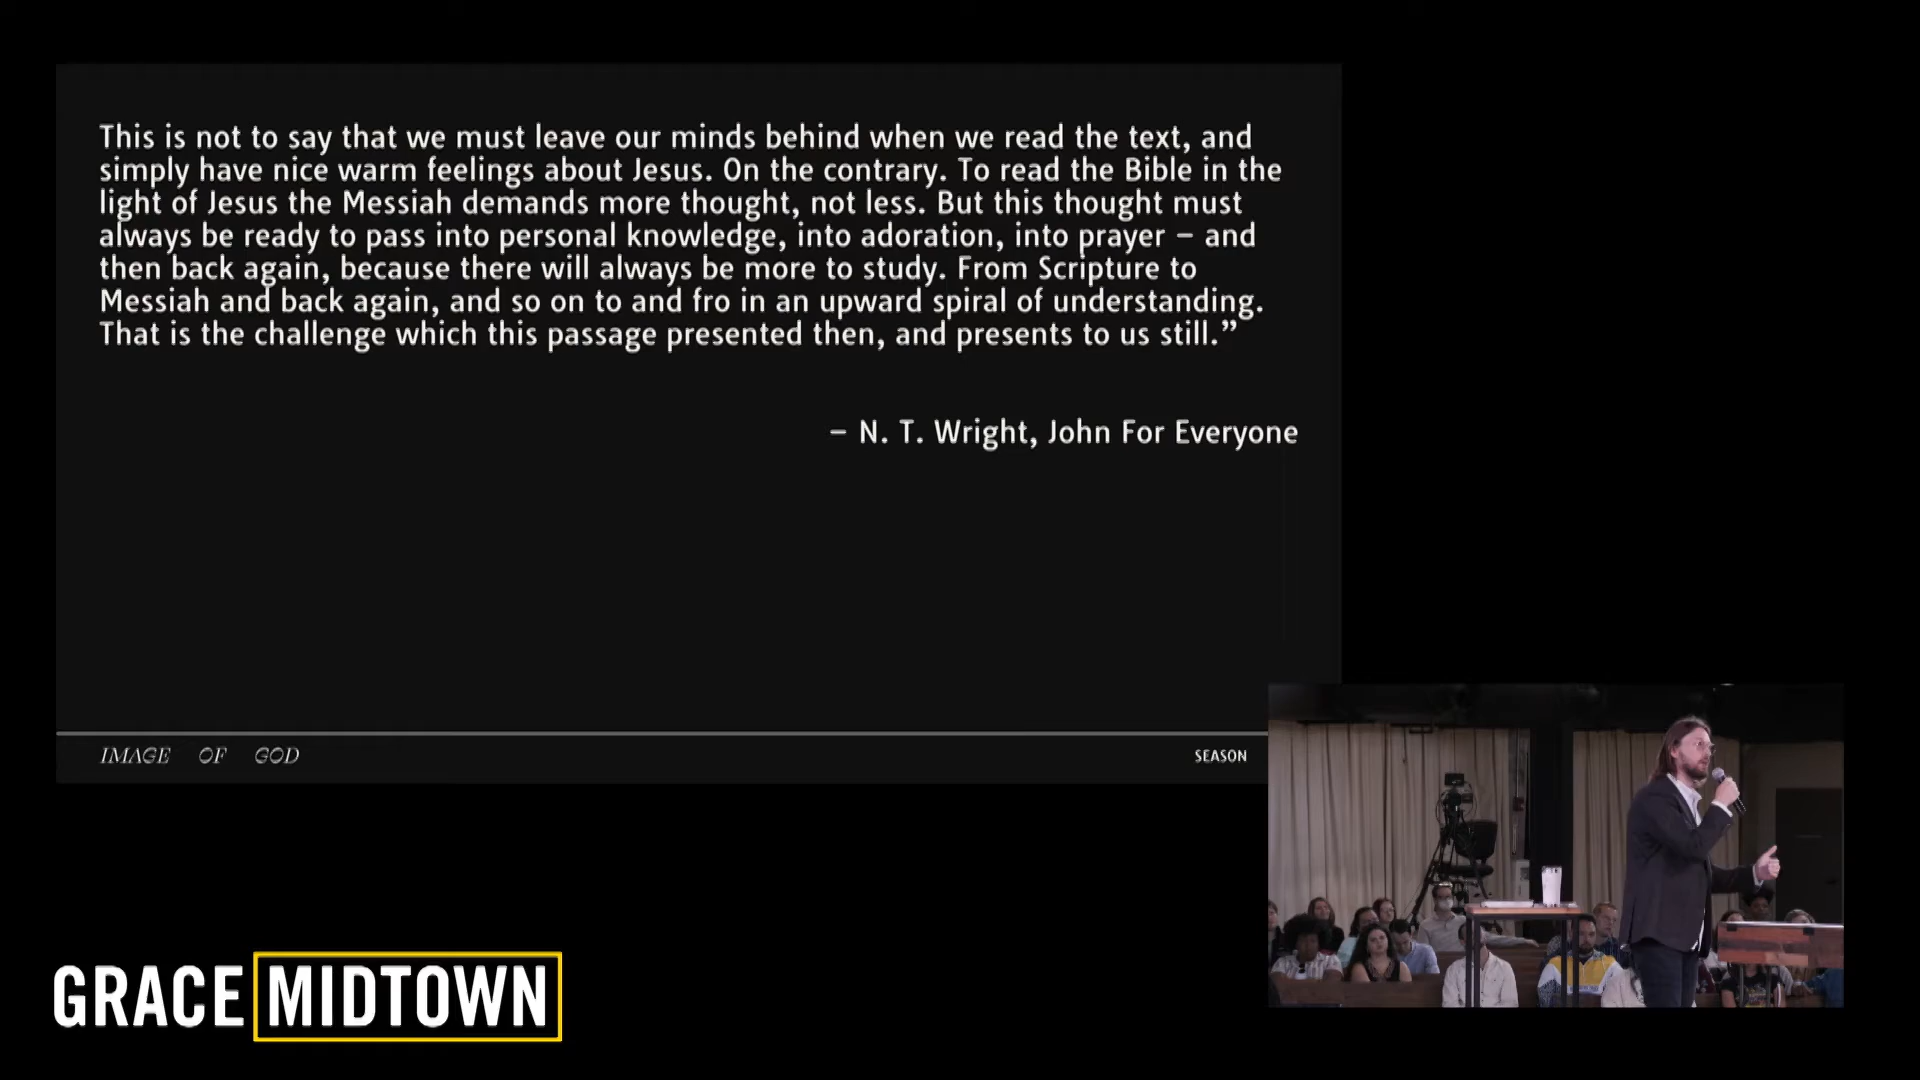 This is not to say that we must leave our minds behind when we read the text, and
simply have nice warm feelings about Jesus. On the contrary. To read the Bible in the
light of Jesus the Messiah demands more thought, not less. But this thought must
always be ready to pass into personal knowledge, into adoration, into prayer – and
then back again, because there will always be more to study. From Scripture to
Messiah and back again, and so on to and fro in an upward spiral of understanding.
That is the challenge which this passage presented then, and presents to us still.”
– N. T. Wright, John For Everyone
IMAGE OF GOD
SEASON
GRACE MIDTOWN